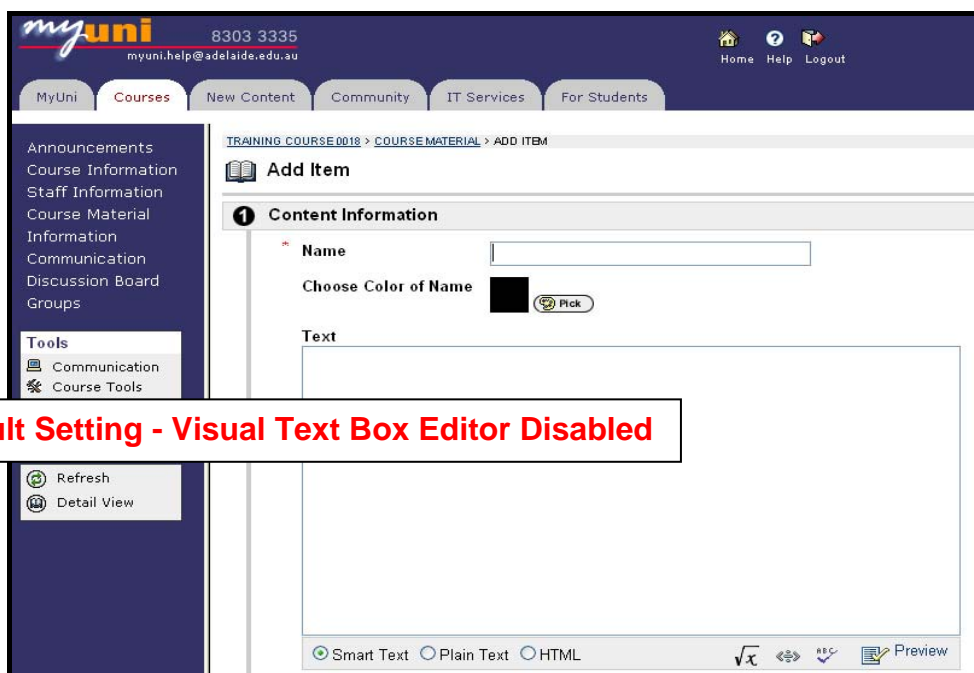 myuni
8303 3335
myuni.help@adelaide.edu.au
Home Help Logout
MyUni Courses New Content Community IT Services For Students
TRAINING COURSE 0018 > COURSE MATERIAL > ADD ITEM
Add Item
Announcements
Course Information
Staff Information
Course Material
Information
Communication
Discussion Board
Groups
Tools
Communication
Course Tools
Refresh
Detail View
1 Content Information
* Name
Choose Color of Name
Pick
Text
ult Setting - Visual Text Box Editor Disabled
Smart Text Plain Text HTML
√x <÷> ABC Preview